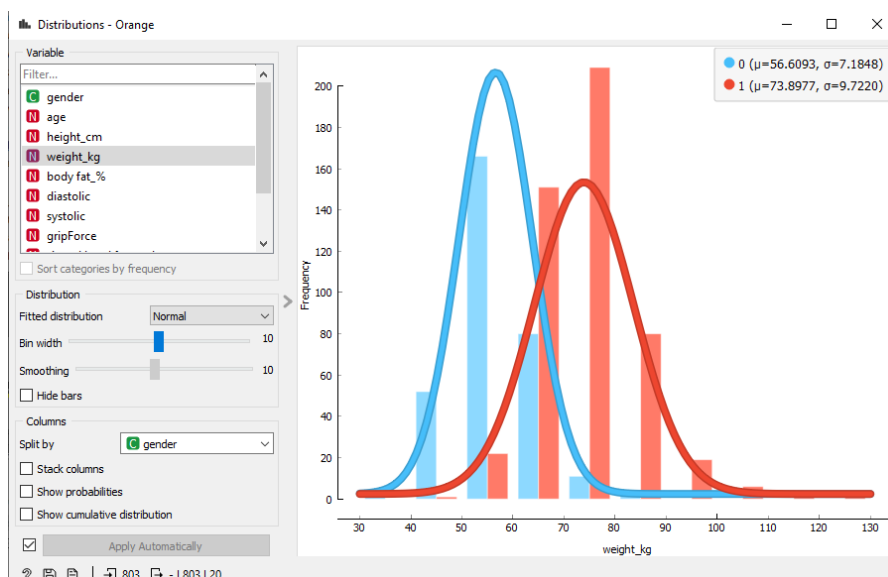 Distributions - Orange
Variable
Filter...
C gender
N age
N height_cm
N weight_kg
N body fat_%
N diastolic
N systolic
N gripForce
Sort categories by frequency
Distribution
Fitted distribution Normal
Bin width 10
Smoothing 10
Hide bars
Columns
Split by C gender
Stack columns
Show probabilities
Show cumulative distribution
Apply Automatically
? 803 - | 803 | 20
0 (μ=56.6093, σ=7.1848)
1 (μ=73.8977, σ=9.7220)
200
180
160
140
120
100
80
60
40
20
0
Frequency
30 40 50 60 70 80 90 100 110 120 130
weight_kg